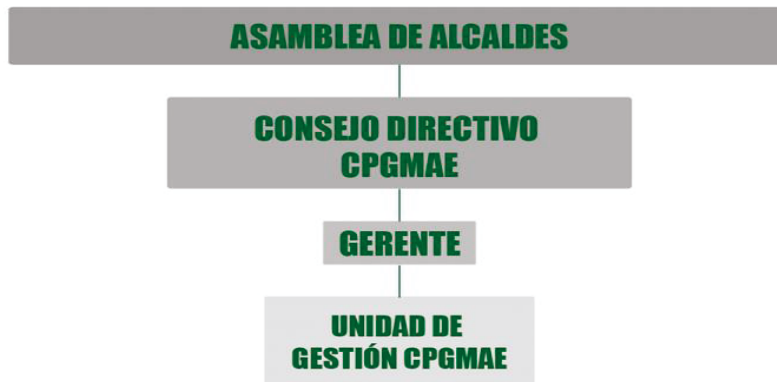 ASAMBLEA DE ALCALDES
CONSEJO DIRECTIVO
CPGMAE
GERENTE
UNIDAD DE
GESTIÓN CPGMAE